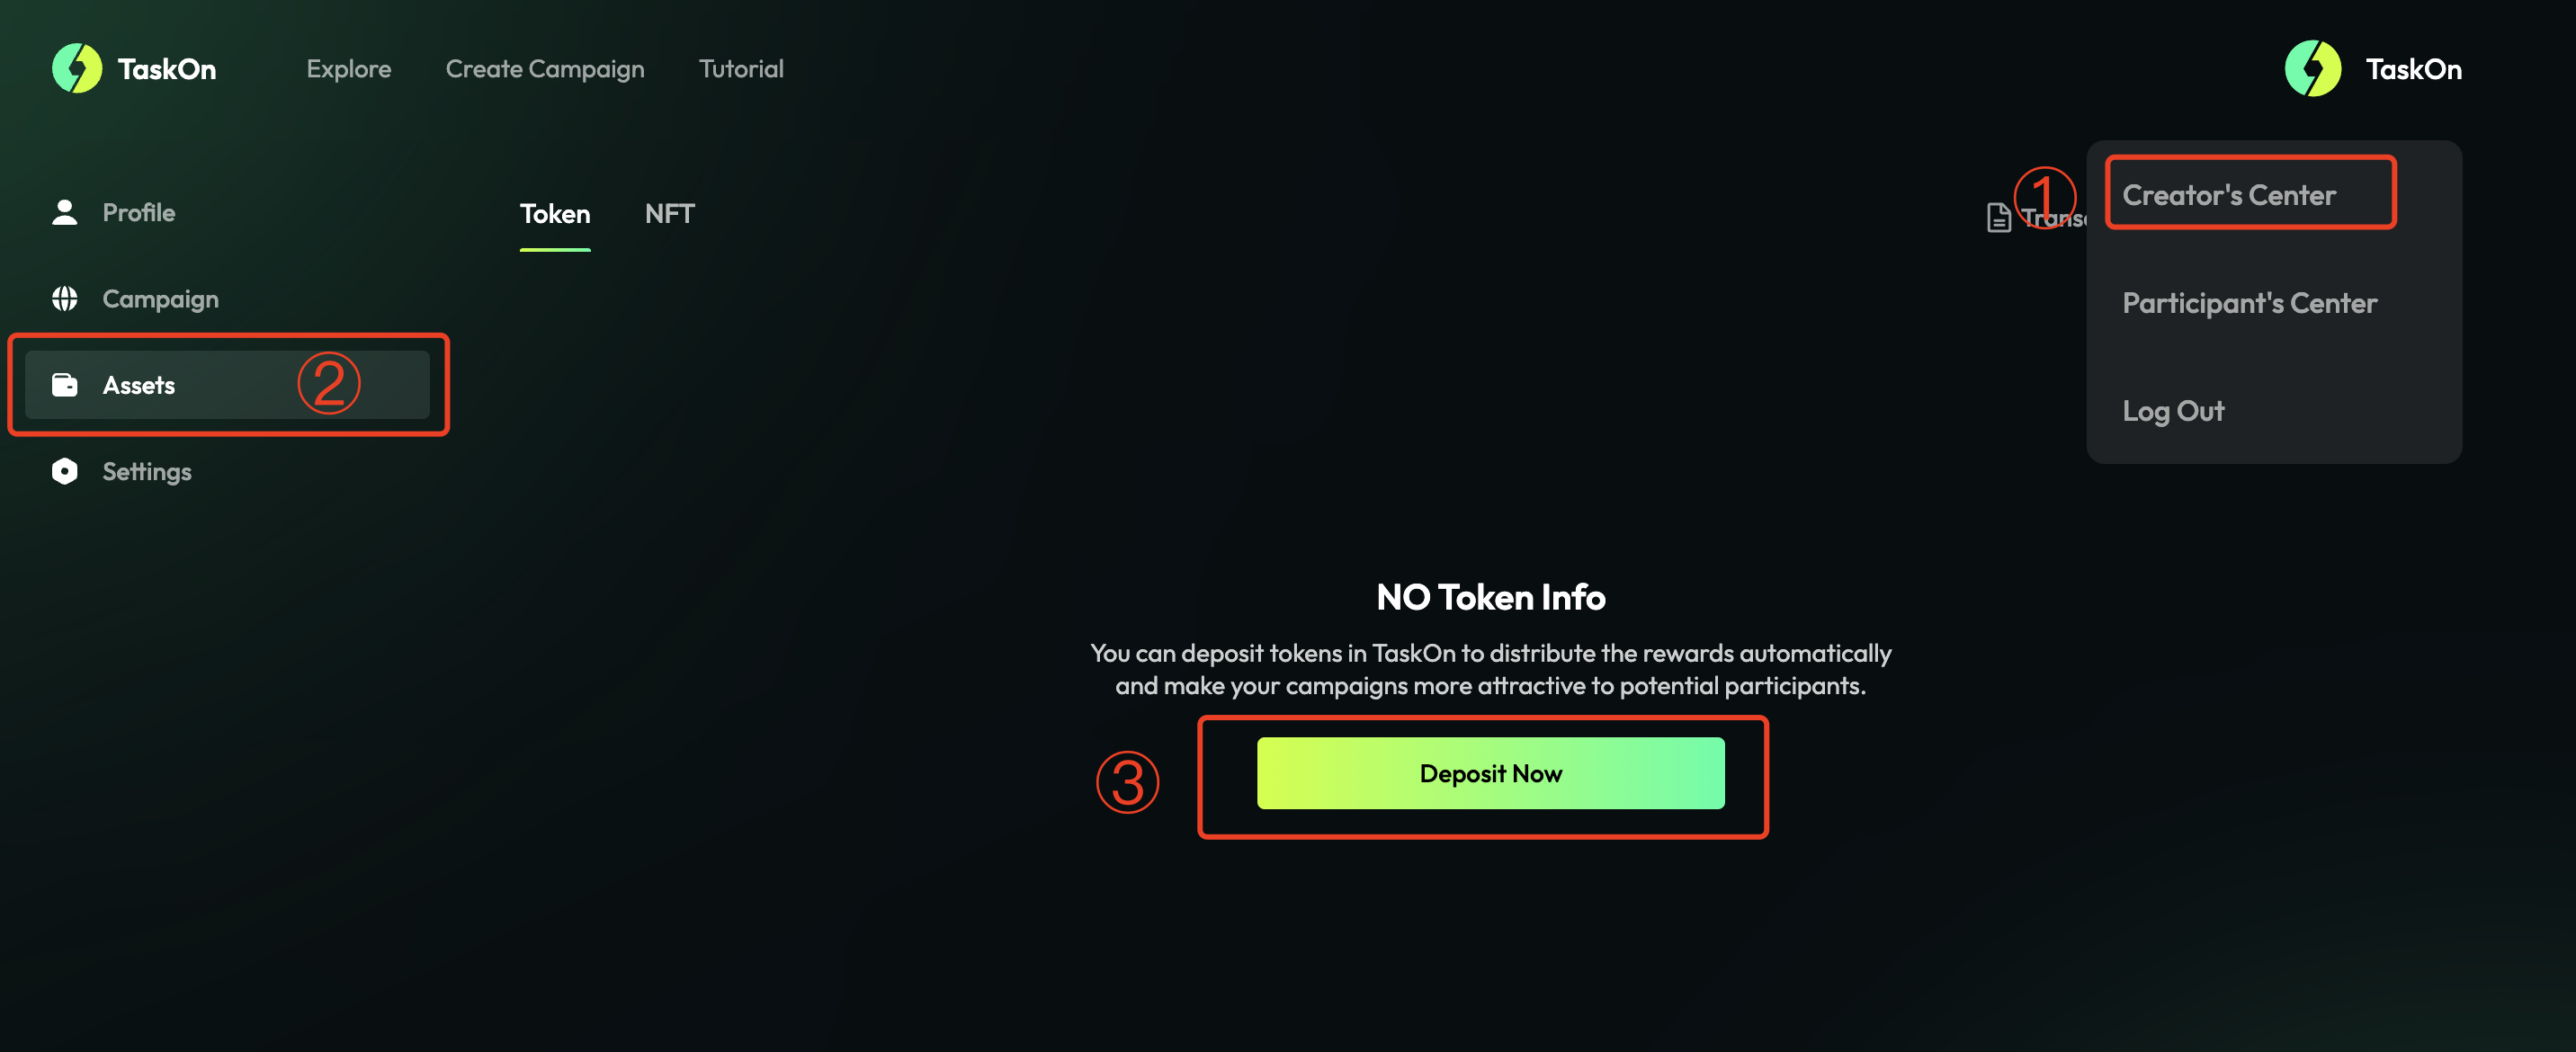 TaskOn
Explore
Create Campaign
Tutorial
TaskOn
Profile
Campaign
Assets
②
Settings
Token
NFT
①
Creator's Center
Participant's Center
Log Out
NO Token Info
You can deposit tokens in TaskOn to distribute the rewards automatically
and make your campaigns more attractive to potential participants.
③
Deposit Now